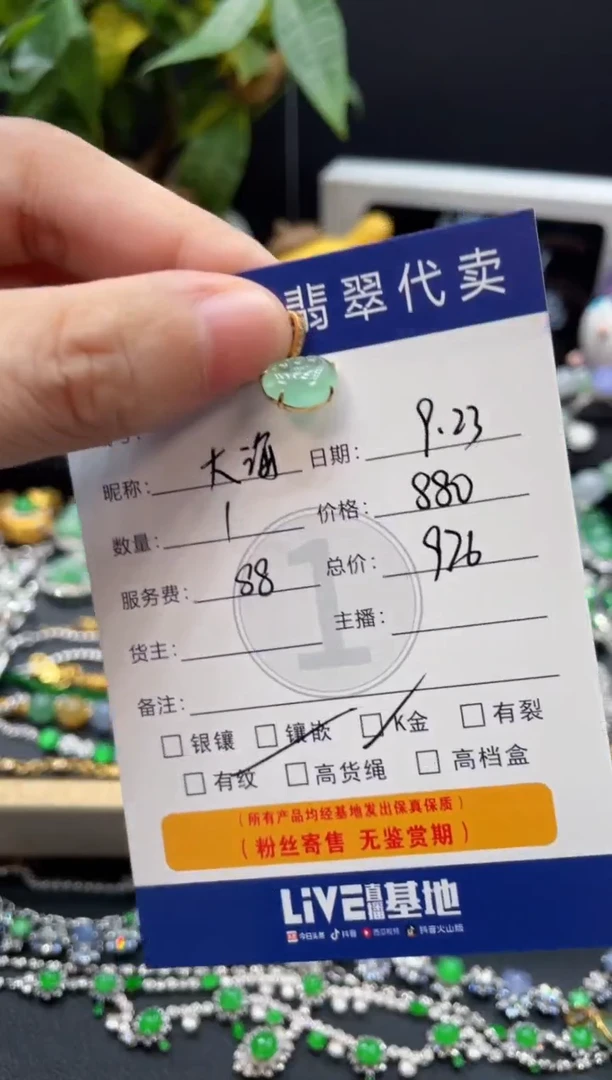 翡翠代卖
昵称: 大海 日期: 9.23
数量: 1 价格: 880
服务费: 88 总价: 926
1
货主: 主播:
备注:
银镶 镶嵌 K金 有裂
有纹 高货绳 高档盒
(所有产品均经基地发出保真保质)
(粉丝寄售 无鉴赏期)
LiVE直播基地
今日头条 抖音 西瓜视频 抖音火山版